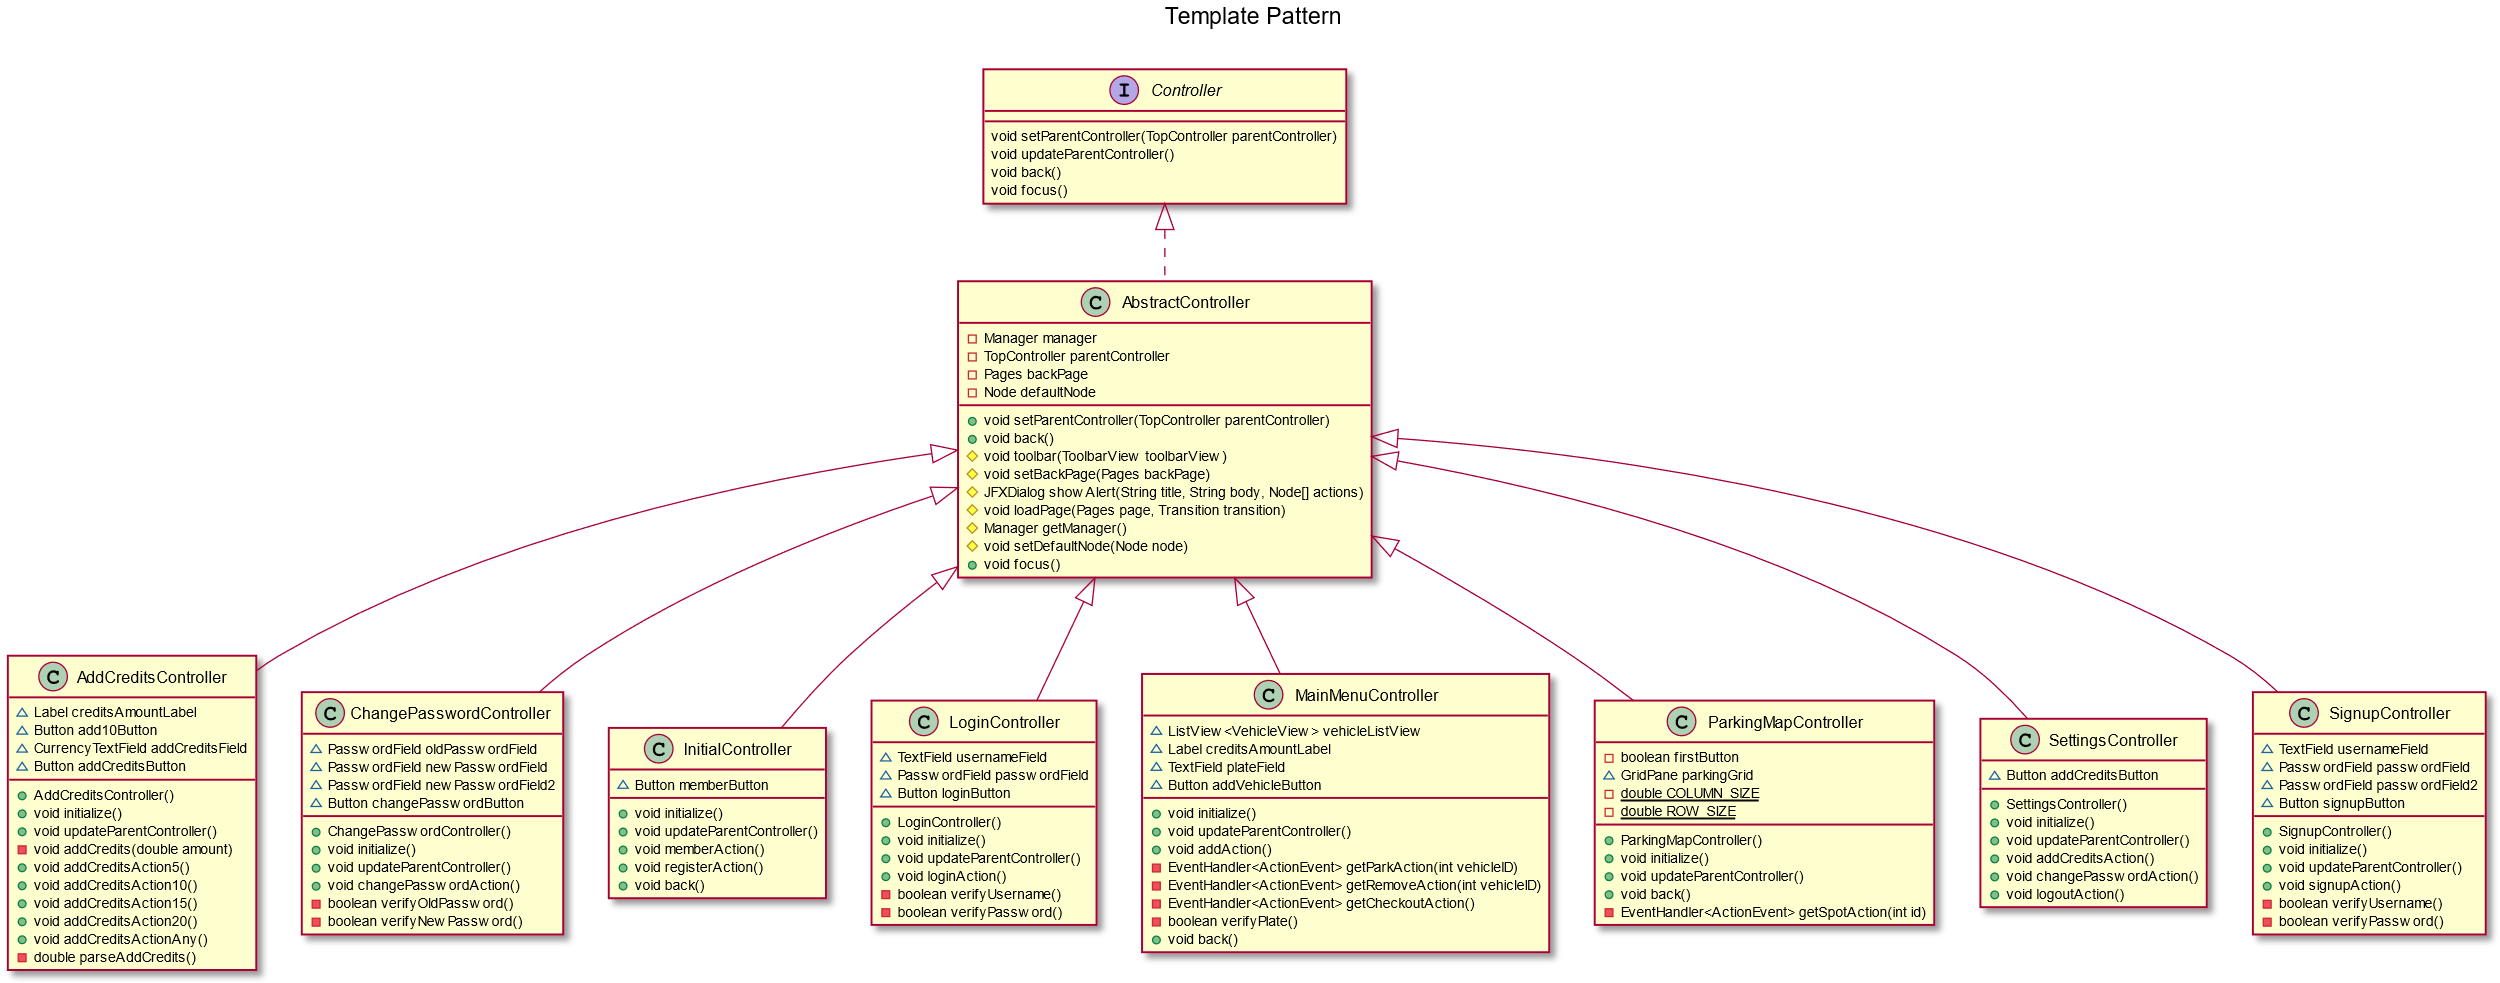 Template Pattern
I Controller
void setParentController(TopController parentController)
void updateParentController()
void back()
void focus()
C AbstractController
Manager manager
TopController parentController
Pages backPage
Node defaultNode
void setParentController(TopController parentController)
void back()
void toolbar(ToolbarView toolbarView)
void setBackPage(Pages backPage)
JFXDialog showAlert(String title, String body, Node[] actions)
void loadPage(Pages page, Transition transition)
Manager getManager()
void setDefaultNode(Node node)
void focus()
C AddCreditsController
Label creditsAmountLabel
Button add10Button
CurrencyTextField addCreditsField
Button addCreditsButton
AddCreditsController()
void initialize()
void updateParentController()
void addCredits(double amount)
void addCreditsAction5()
void addCreditsAction10()
void addCreditsAction15()
void addCreditsAction20()
void addCreditsActionAny()
double parseAddCredits()
C ChangePasswordController
PasswordField oldPasswordField
PasswordField newPasswordField
PasswordField newPasswordField2
Button changePasswordButton
ChangePasswordController()
void initialize()
void updateParentController()
void changePasswordAction()
boolean verifyOldPassword()
boolean verifyNewPassword()
C InitialController
Button memberButton
void initialize()
void updateParentController()
void memberAction()
void registerAction()
void back()
C LoginController
TextField usernameField
PasswordField passwordField
Button loginButton
LoginController()
void initialize()
void updateParentController()
void loginAction()
boolean verifyUsername()
boolean verifyPassword()
C MainMenuController
ListView<VehicleView> vehicleListView
Label creditsAmountLabel
TextField plateField
Button addVehicleButton
void initialize()
void updateParentController()
void addAction()
EventHandler<ActionEvent> getParkAction(int vehicleID)
EventHandler<ActionEvent> getRemoveAction(int vehicleID)
EventHandler<ActionEvent> getCheckoutAction()
boolean verifyPlate()
void back()
C ParkingMapController
boolean firstButton
GridPane parkingGrid
double COLUMN_SIZE
double ROW_SIZE
ParkingMapController()
void initialize()
void updateParentController()
void back()
EventHandler<ActionEvent> getSpotAction(int id)
C SettingsController
Button addCreditsButton
SettingsController()
void initialize()
void updateParentController()
void addCreditsAction()
void changePasswordAction()
void logoutAction()
C SignupController
TextField usernameField
PasswordField passwordField
PasswordField passwordField2
Button signupButton
SignupController()
void initialize()
void updateParentController()
void signupAction()
boolean verifyUsername()
boolean verifyPassword()